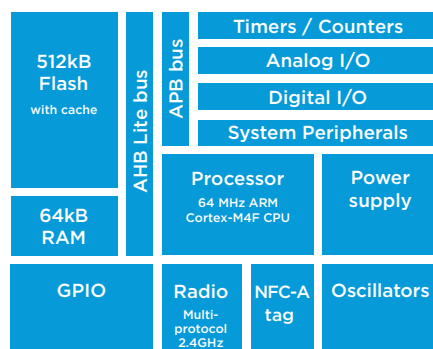 512kB
Flash
with cache
AHB Lite bus
APB bus
Timers / Counters
Analog I/O
Digital I/O
System Peripherals
64kB
RAM
Processor
64 MHz ARM
Cortex-M4F CPU
Power
supply
GPIO
Radio
Multi-
protocol
2.4GHz
NFC-A
tag
Oscillators